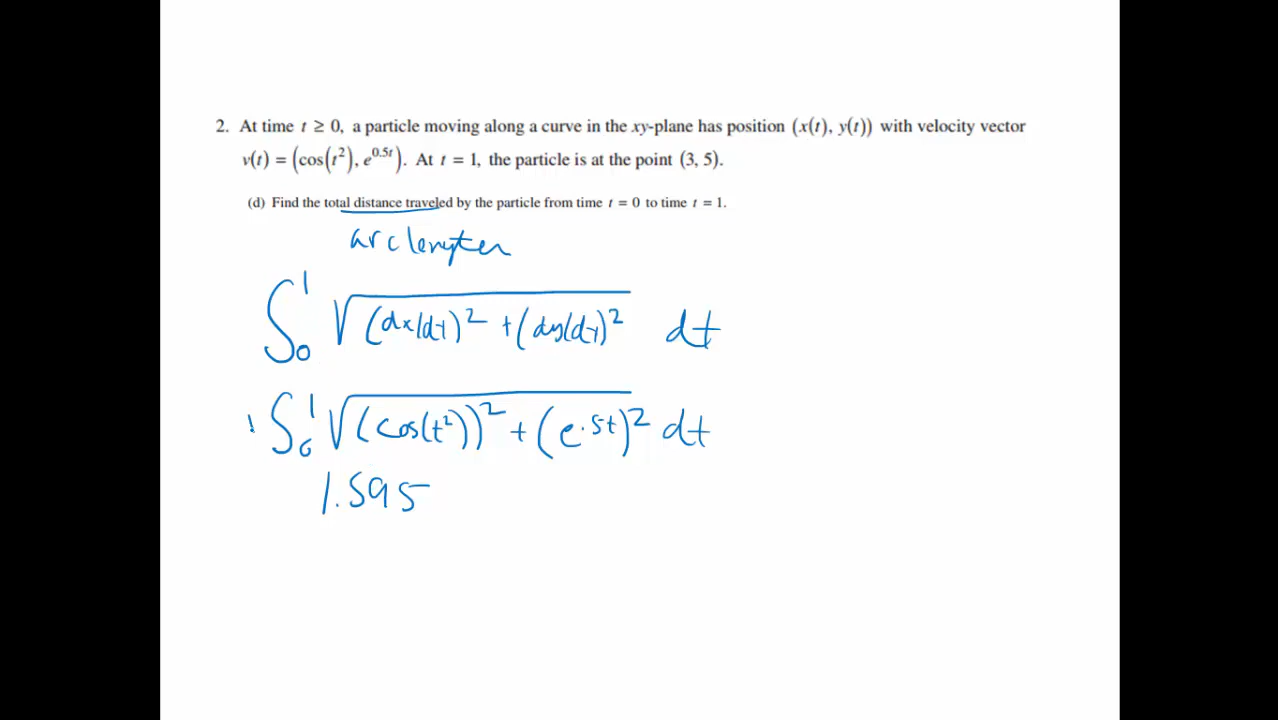 2. At time t ≥ 0, a particle moving along a curve in the xy-plane has position (x(t), y(t)) with velocity vector
v(t) = (cos(t²), e^0.5t). At t = 1, the particle is at the point (3, 5).
(d) Find the total distance traveled by the particle from time t = 0 to time t = 1.
arc length
∫₀¹ √((dx/dt)² + (dy/dt)²) dt
∫₀¹ √((cos(t²))² + (e^.5t)²) dt
1.595